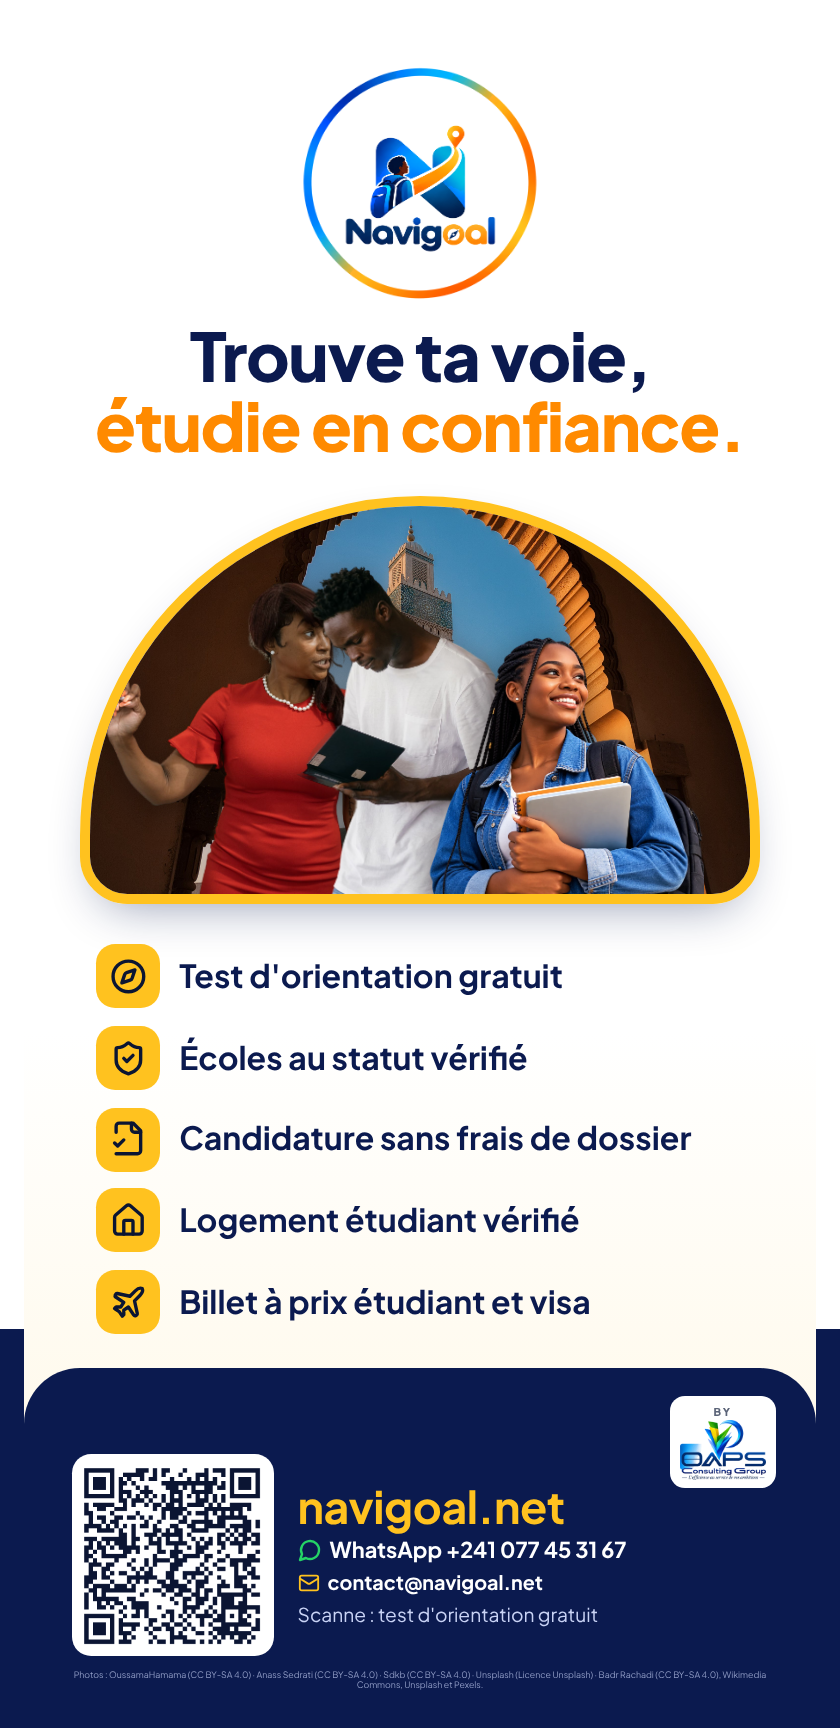 Navigoal
Trouve ta voie,
étudie en confiance.
Test d'orientation gratuit
Écoles au statut vérifié
Candidature sans frais de dossier
Logement étudiant vérifié
Billet à prix étudiant et visa
BY
OAPS
Consulting Group
navigoal.net
WhatsApp +241 077 45 31 67
contact@navigoal.net
Scanne : test d'orientation gratuit
Photos : OussamaHamama (CC BY-SA 4.0) · Anass Sedrati (CC BY-SA 4.0) · Sdkb (CC BY-SA 4.0) · Unsplash (Licence Unsplash) · Badr Rachadi (CC BY-SA 4.0), Wikimedia
Commons, Unsplash et Pexels.